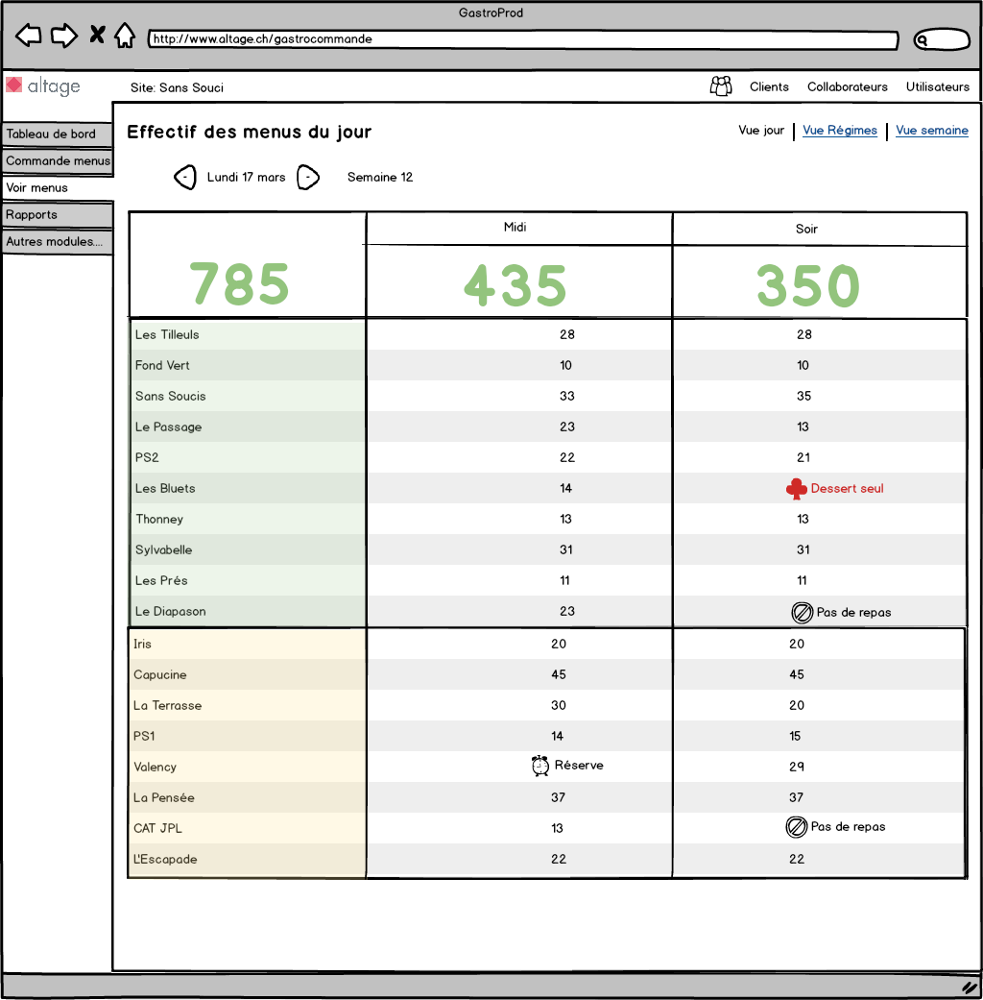 GastroProd
http://www.altage.ch/gastrocommande
altage
Site: Sans Souci
Clients Collaborateurs Utilisateurs
Tableau de bord
Commande menus
Voir menus
Rapports
Autres modules....
Effectif des menus du jour
Vue jour Vue Régimes Vue semaine
Lundi 17 mars Semaine 12
Midi Soir
785 435 350
Les Tilleuls 28 28
Fond Vert 10 10
Sans Soucis 33 35
Le Passage 23 13
PS2 22 21
Les Bluets 14 Dessert seul
Thonney 13 13
Sylvabelle 31 31
Les Prés 11 11
Le Diapason 23 Pas de repas
Iris 20 20
Capucine 45 45
La Terrasse 30 20
PS1 14 15
Valency Réserve 29
La Pensée 37 37
CAT JPL 13 Pas de repas
L'Escapade 22 22